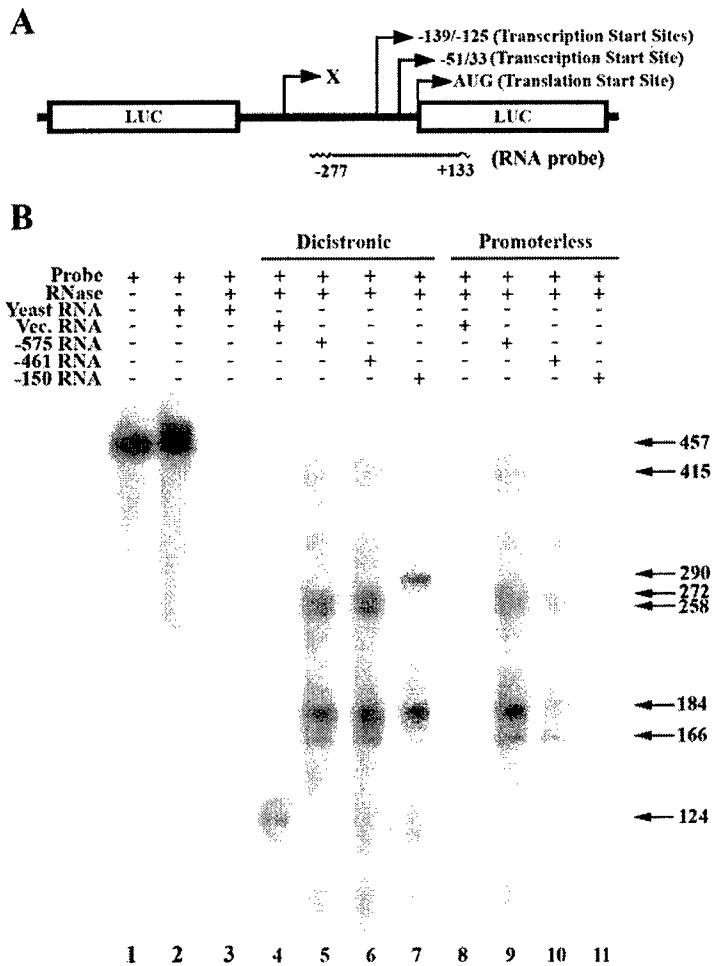 A
-139/-125 (Transcription Start Sites)
-51/33 (Transcription Start Site)
X
AUG (Translation Start Site)
LUC
LUC
-277
+133
(RNA probe)
B
Dicistronic
Promoterless
Probe + + + + + + + + + + +
RNase - - + + + + + + + + +
Yeast RNA - + + - - - - - - - -
Vec. RNA - - - + - - - + - - -
-575 RNA - - - - + - - - + - -
-461 RNA - - - - - + - - - + -
-150 RNA - - - - - - + - - - +
457
415
290
272
258
184
166
124
1 2 3 4 5 6 7 8 9 10 11